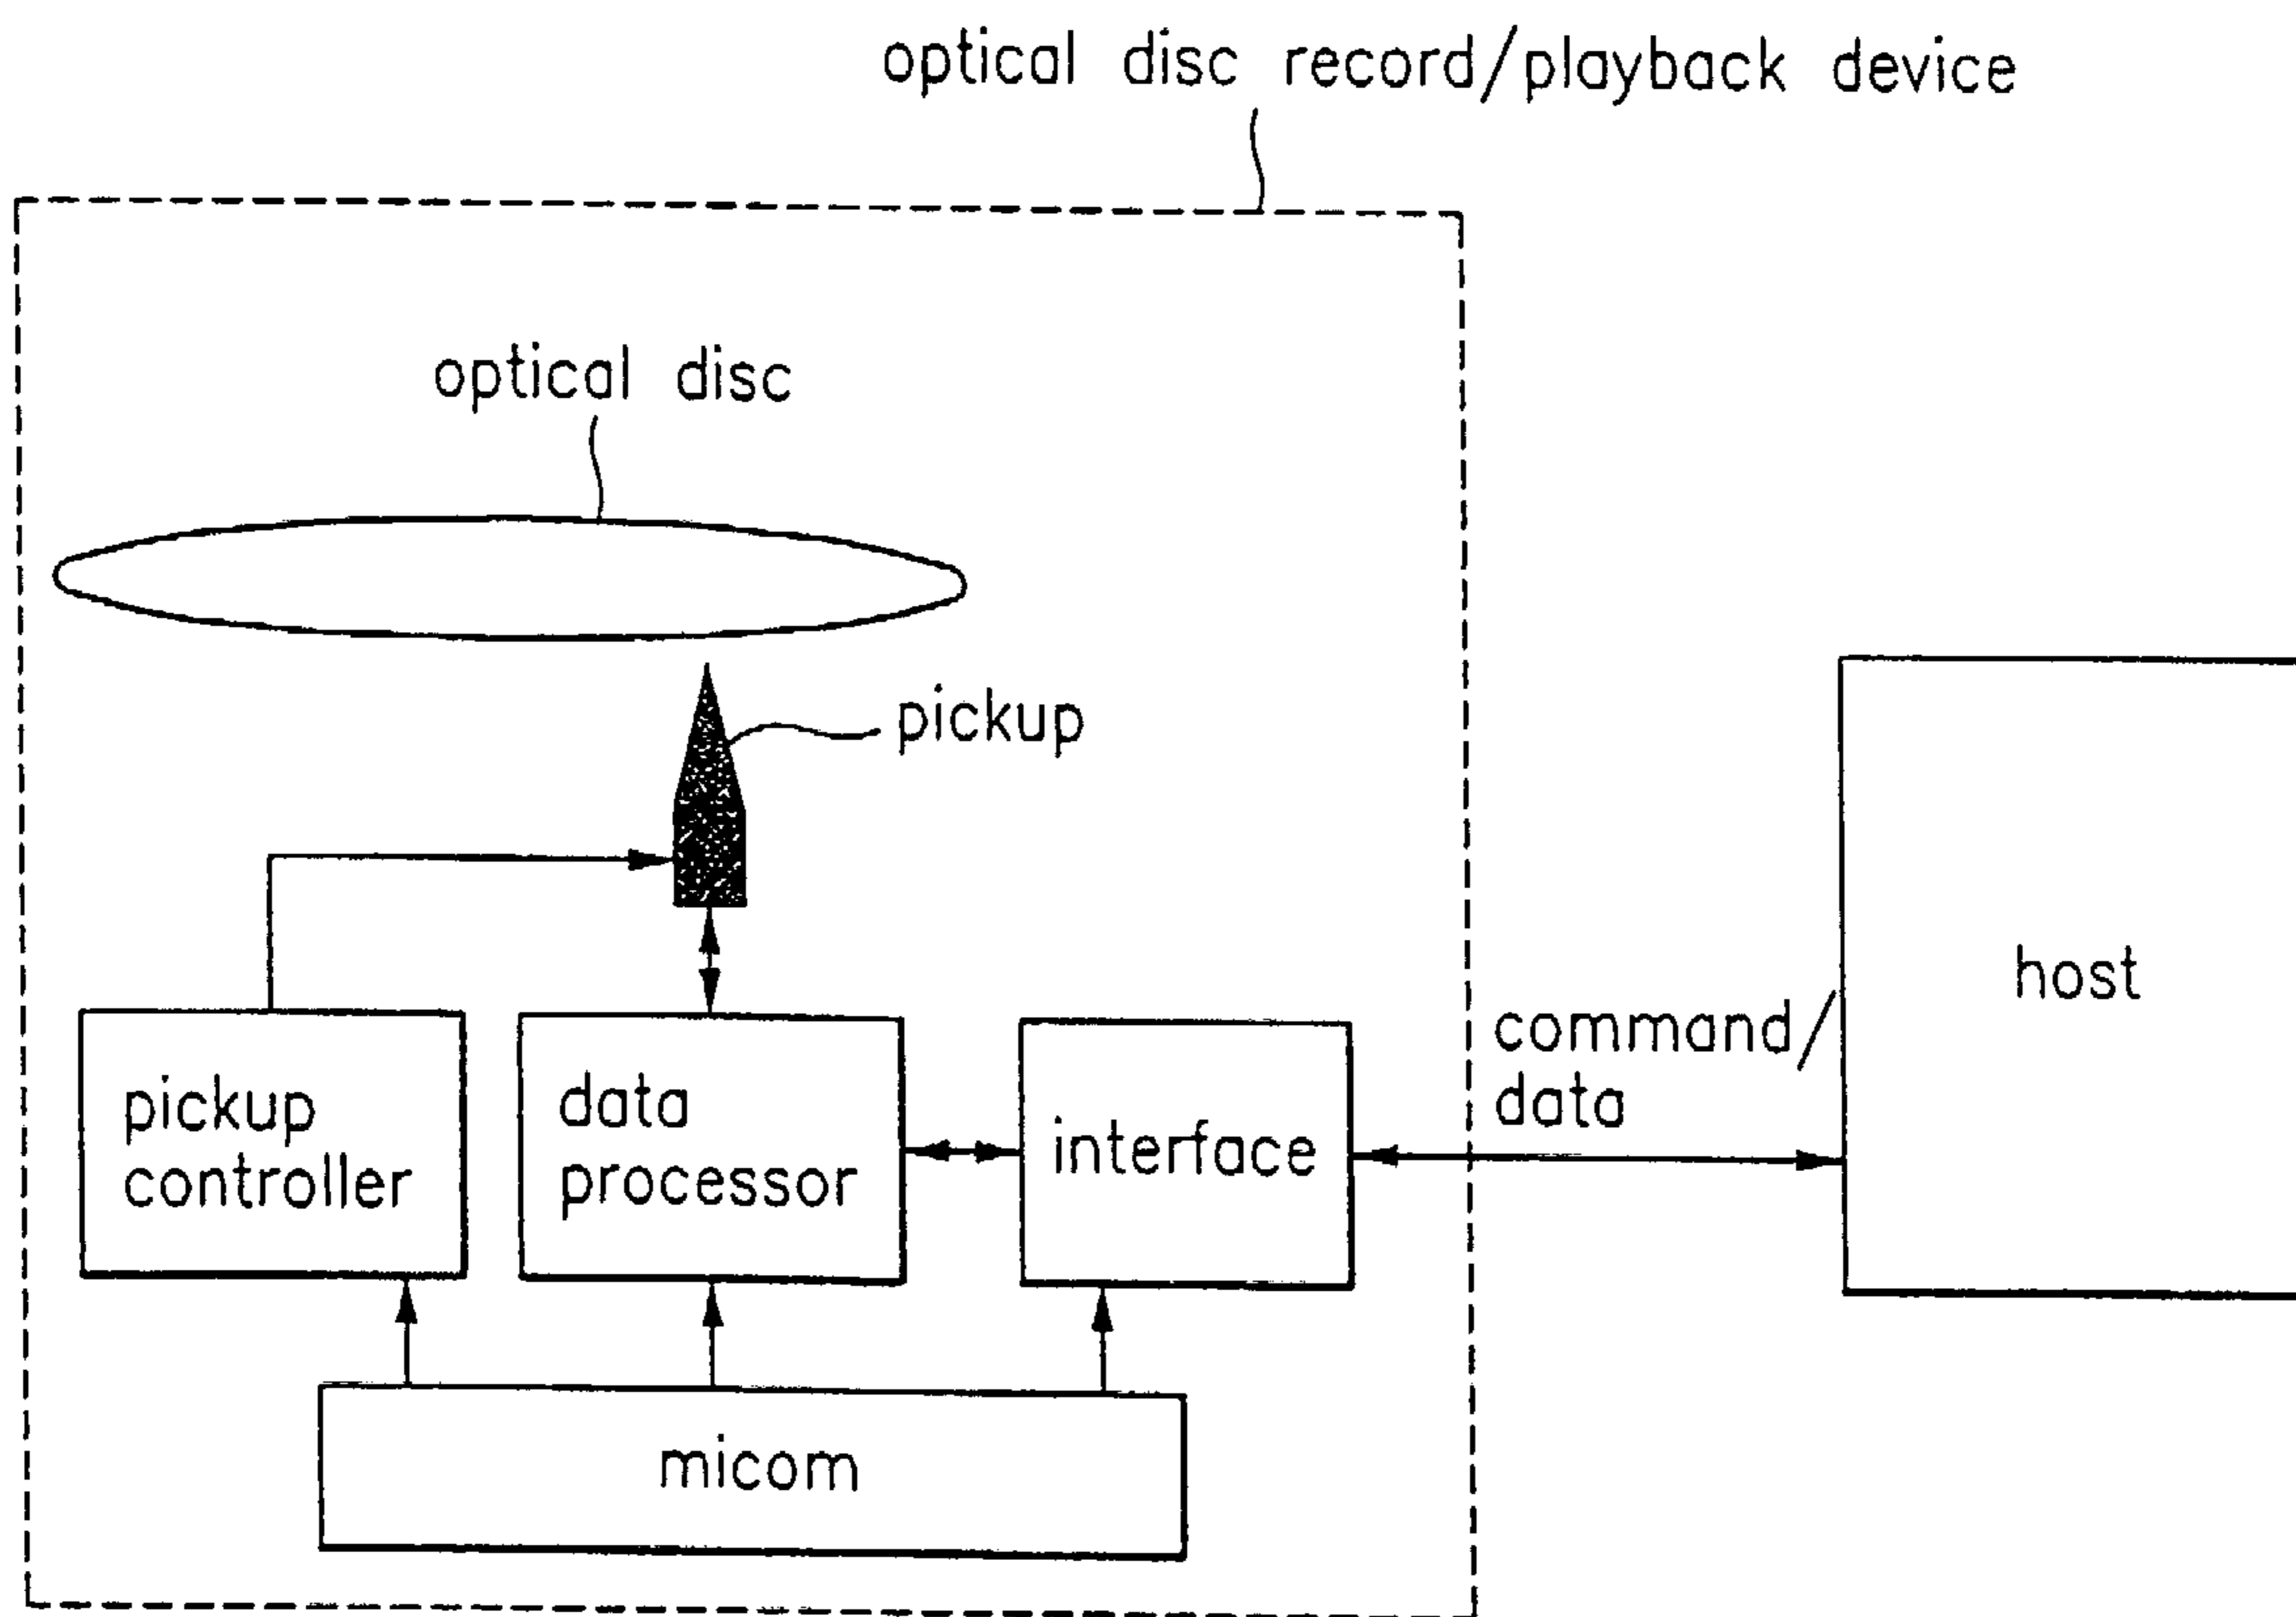 optical disc record/playback device
optical disc
pickup
host
command/
data
pickup
controller
data
processor
interface
micom